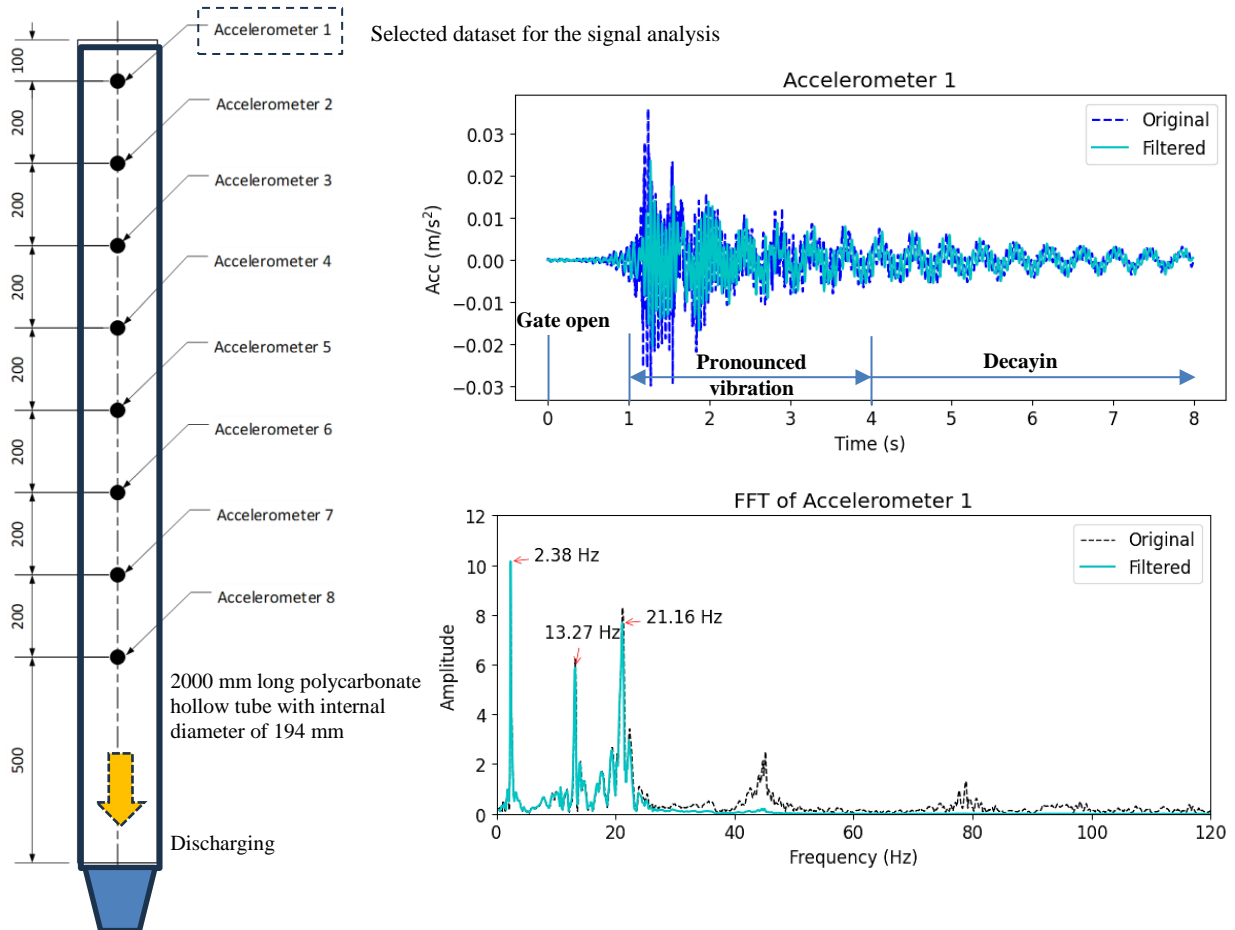 Accelerometer 1
Selected dataset for the signal analysis
100
Accelerometer 2
200
Accelerometer 3
200
Accelerometer 4
200
Accelerometer 5
200
Accelerometer 6
200
Accelerometer 7
200
Accelerometer 8
200
2000 mm long polycarbonate
hollow tube with internal
diameter of 194 mm
500
Discharging
Accelerometer 1
Original
Filtered
Acc (m/s²)
0.03
0.02
0.01
0.00
−0.01
−0.02
−0.03
Gate open
Pronounced
vibration
Decayin
0 1 2 3 4 5 6 7 8
Time (s)
FFT of Accelerometer 1
Original
Filtered
Amplitude
12
10
8
6
4
2
0
2.38 Hz
13.27 Hz
21.16 Hz
0 20 40 60 80 100 120
Frequency (Hz)